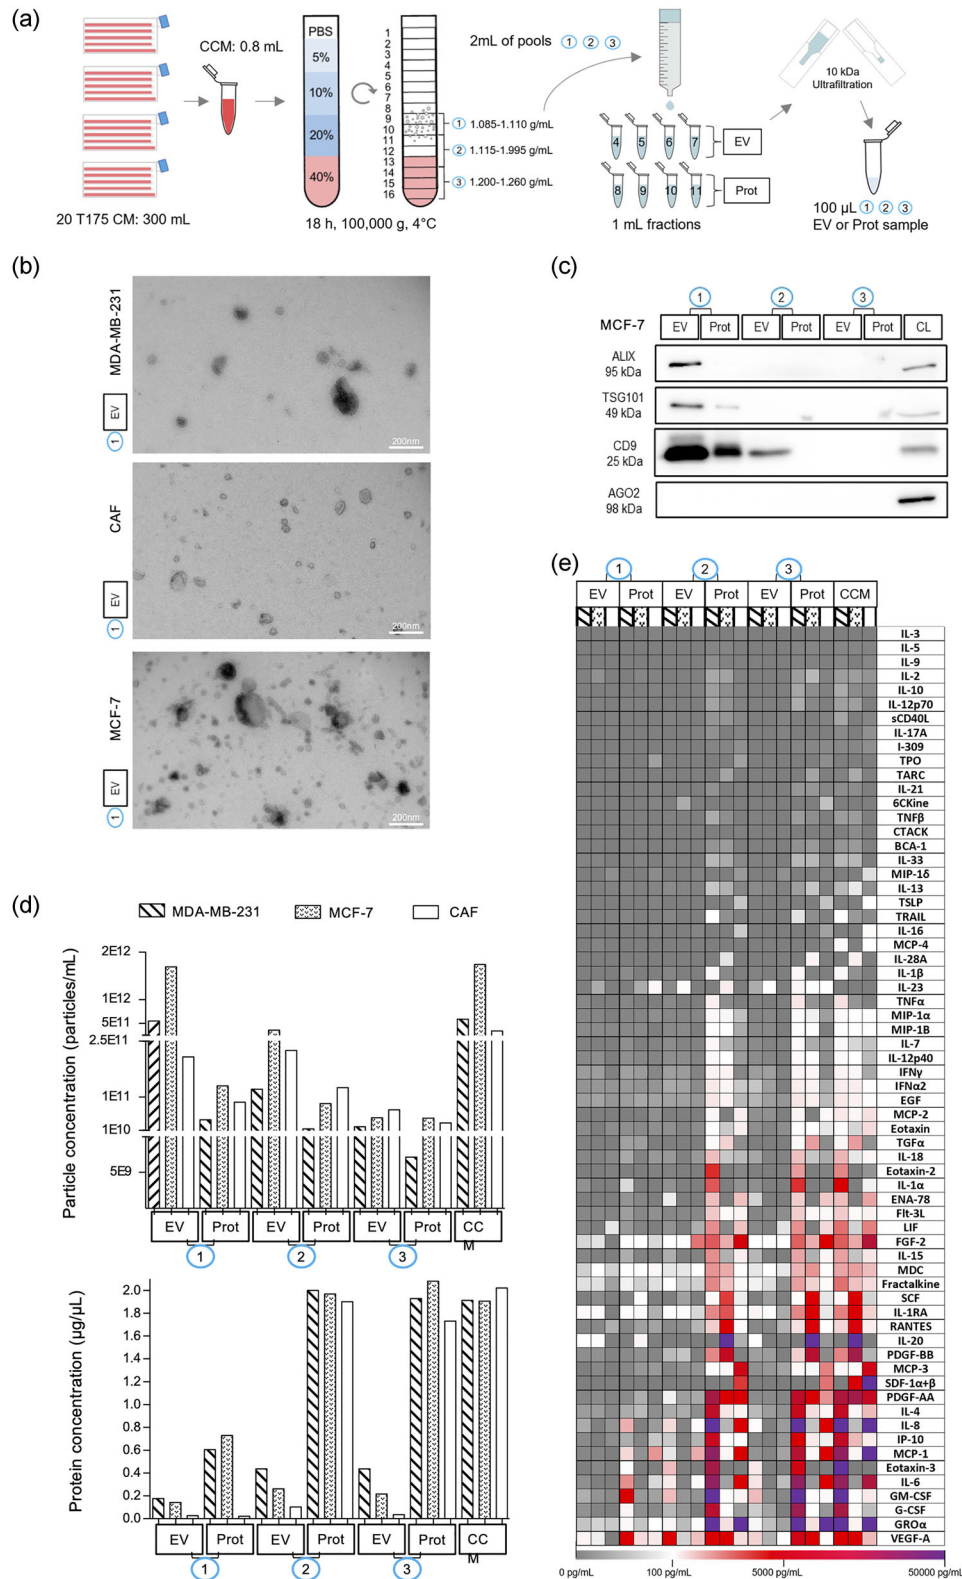 (a)
CCM: 0.8 mL
20 T175 CM: 300 mL
PBS
5%
10%
20%
40%
18 h, 100,000 g, 4°C
1
2
3
4
5
6
7
8
9
10
11
12
13
14
15
16
1 1.085-1.110 g/mL
2 1.115-1.995 g/mL
3 1.200-1.260 g/mL
2mL of pools 1 2 3
4 5 6 7 EV
8 9 10 11 Prot
1 mL fractions
10 kDa
Ultrafiltration
100 µL 1 2 3
EV or Prot sample
(b)
MDA-MB-231
1 EV
200nm
CAF
1 EV
200nm
MCF-7
1 EV
200nm
(c)
1 2 3
MCF-7 EV Prot EV Prot EV Prot CL
ALIX
95 kDa
TSG101
49 kDa
CD9
25 kDa
AGO2
98 kDa
(d)
MDA-MB-231 MCF-7 CAF
Particle concentration (particles/mL)
2E12
1E12
5E11
2.5E11
1E11
1E10
5E9
EV Prot EV Prot EV Prot CC
M
1 2 3
Protein concentration (µg/µL)
2.0
1.8
1.6
1.4
1.2
1.0
0.8
0.6
0.4
0.2
0.0
EV Prot EV Prot EV Prot CC
M
1 2 3
(e)
1 2 3
EV Prot EV Prot EV Prot CCM
IL-3
IL-5
IL-9
IL-2
IL-10
IL-12p70
sCD40L
IL-17A
I-309
TPO
TARC
IL-21
6CKine
TNFβ
CTACK
BCA-1
IL-33
MIP-1δ
IL-13
TSLP
TRAIL
IL-16
MCP-4
IL-28A
IL-1β
IL-23
TNFα
MIP-1α
MIP-1B
IL-7
IL-12p40
IFNγ
IFNα2
EGF
MCP-2
Eotaxin
TGFα
IL-18
Eotaxin-2
IL-1α
ENA-78
Flt-3L
LIF
FGF-2
IL-15
MDC
Fractalkine
SCF
IL-1RA
RANTES
IL-20
PDGF-BB
MCP-3
SDF-1α+β
PDGF-AA
IL-4
IL-8
IP-10
MCP-1
Eotaxin-3
IL-6
GM-CSF
G-CSF
GROα
VEGF-A
0 pg/mL 100 pg/mL 5000 pg/mL 50000 pg/mL